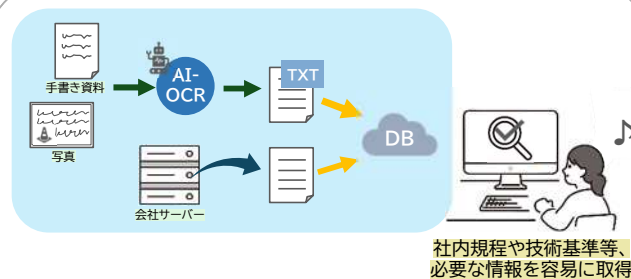 手書き資料
写真
AI-
OCR
TXT
会社サーバー
DB
社内規程や技術基準等、
必要な情報を容易に取得